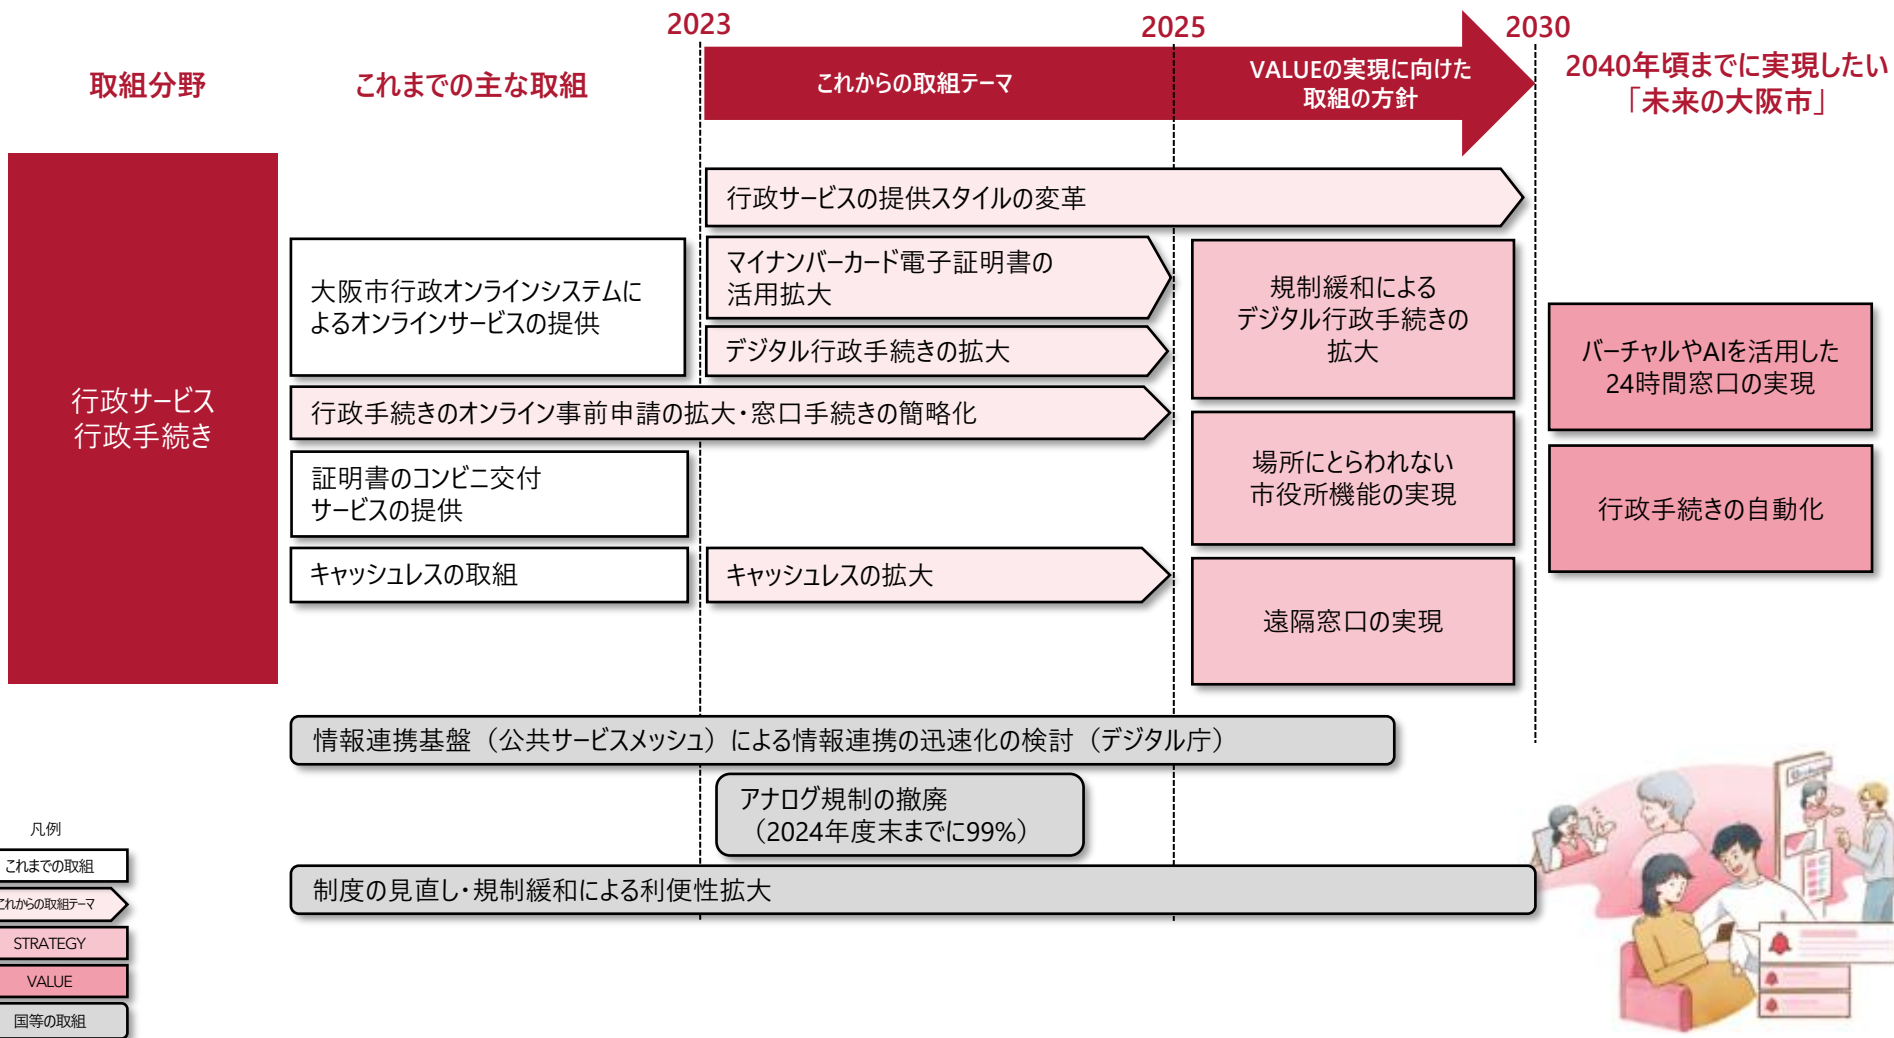 2023
2025
2030
取組分野
これまでの主な取組
これからの取組テーマ
VALUEの実現に向けた
取組の方針
2040年頃までに実現したい
「未来の大阪市」
行政サービス
行政手続き
行政サービスの提供スタイルの変革
大阪市行政オンラインシステムに
よるオンラインサービスの提供
マイナンバーカード電子証明書の
活用拡大
デジタル行政手続きの拡大
行政手続きのオンライン事前申請の拡大・窓口手続きの簡略化
証明書のコンビニ交付
サービスの提供
キャッシュレスの取組
キャッシュレスの拡大
規制緩和による
デジタル行政手続きの
拡大
場所にとらわれない
市役所機能の実現
遠隔窓口の実現
バーチャルやAIを活用した
24時間窓口の実現
行政手続きの自動化
情報連携基盤（公共サービスメッシュ）による情報連携の迅速化の検討（デジタル庁）
アナログ規制の撤廃
（2024年度末までに99%）
制度の見直し・規制緩和による利便性拡大
凡例
これまでの取組
これからの取組テーマ
STRATEGY
VALUE
国等の取組